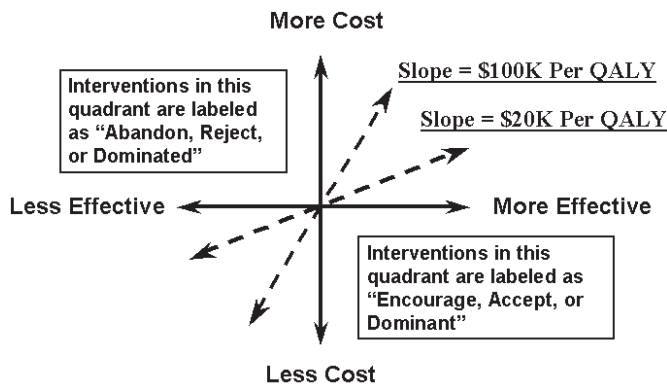 More Cost
Interventions in this
quadrant are labeled
as “Abandon, Reject,
or Dominated”
Slope = $100K Per QALY
Slope = $20K Per QALY
Less Effective
More Effective
Interventions in this
quadrant are labeled as
“Encourage, Accept, or
Dominant”
Less Cost